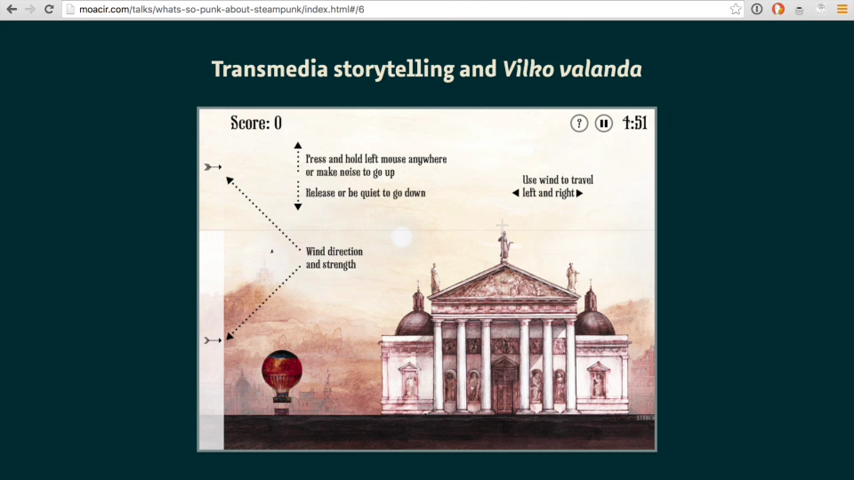 moacir.com/talks/whats-so-punk-about-steampunk/index.html#/6
Transmedia storytelling and Vilko valanda
Score: 0
? 4:51
Press and hold left mouse anywhere
or make noise to go up
Release or be quiet to go down
Use wind to travel
left and right
Wind direction
and strength